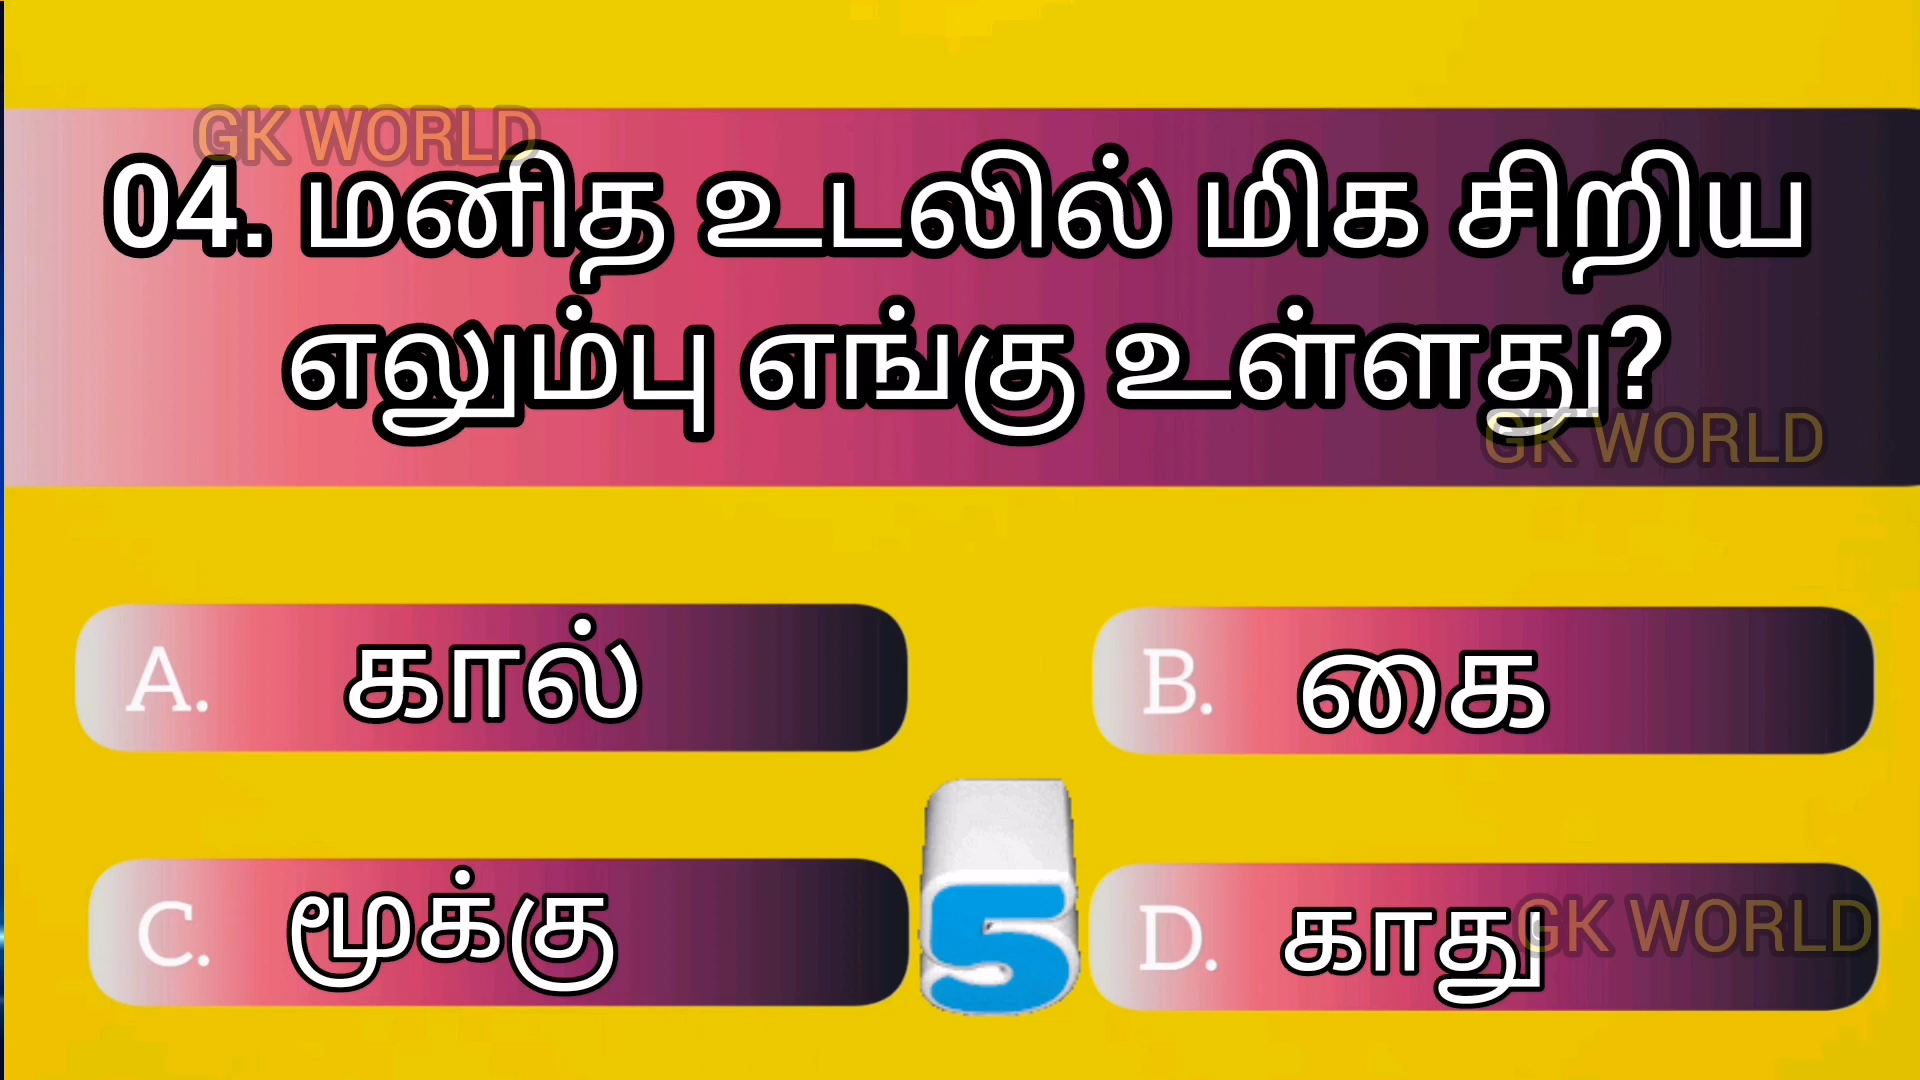 GK WORLD
04. மனித உடலில் மிக சிறிய
எலும்பு எங்கு உள்ளது?
GK WORLD
A. கால்
B. கை
C. மூக்கு
5
D. காது
GK WORLD